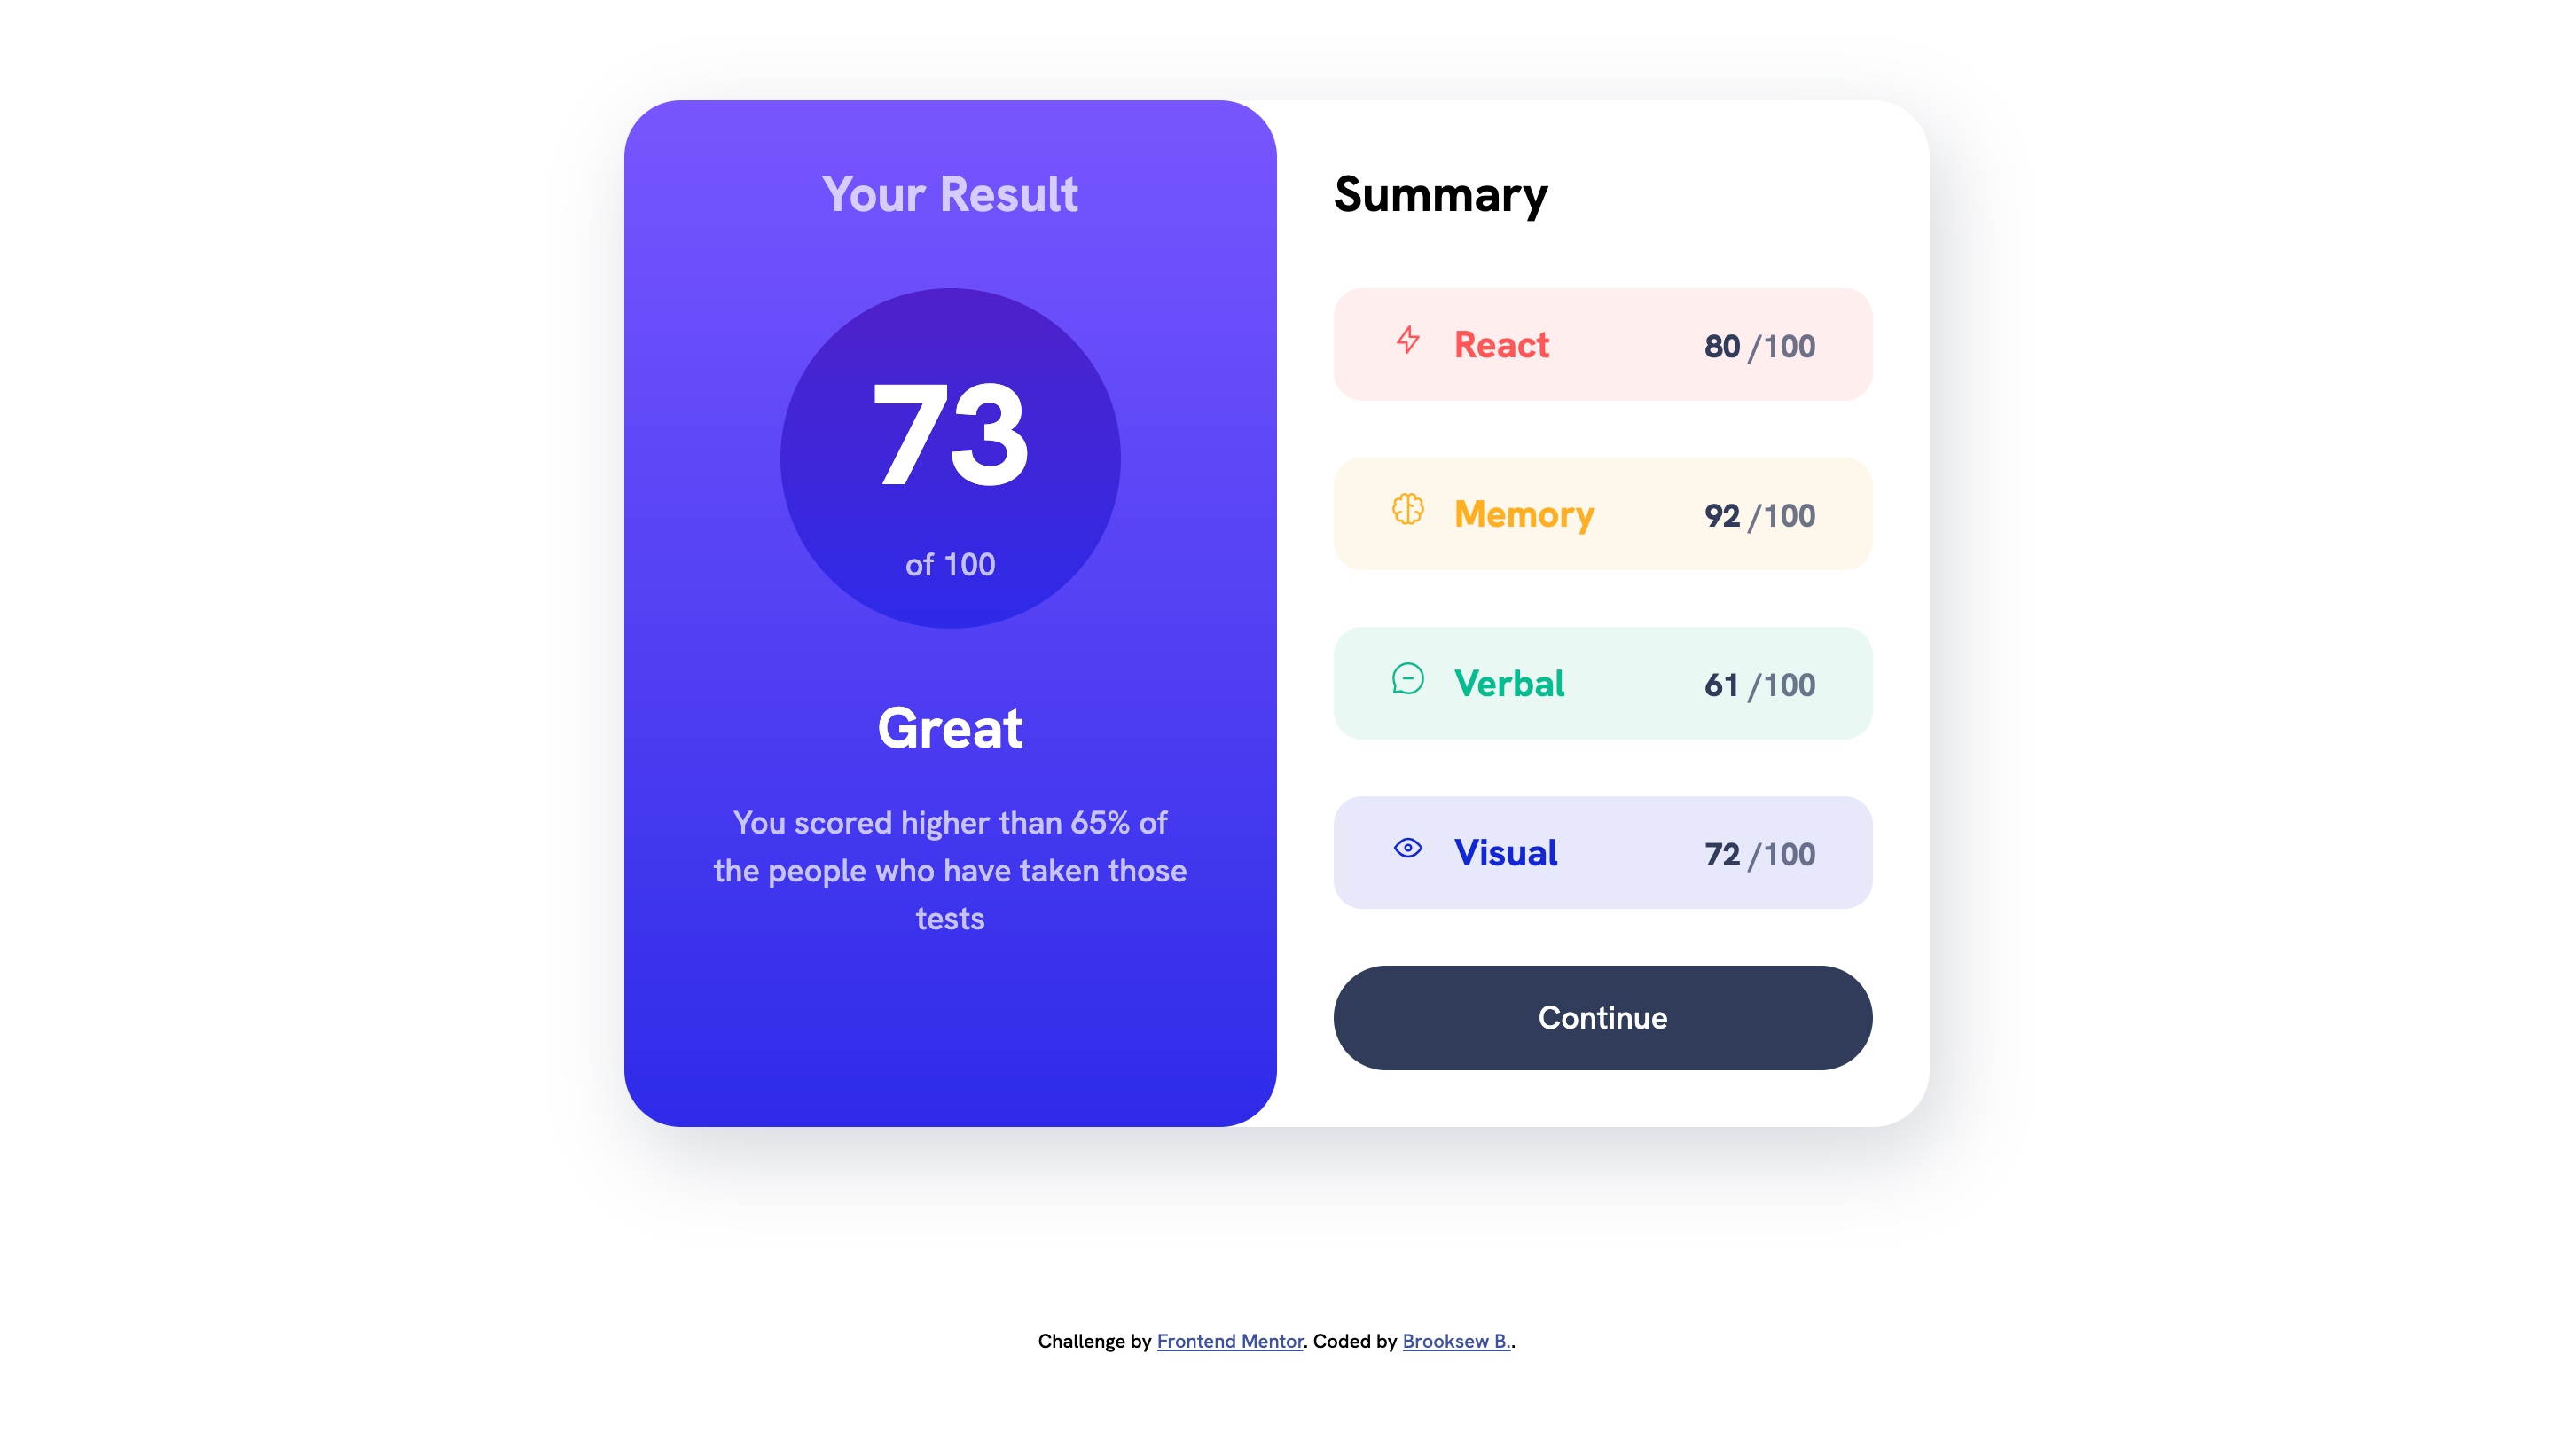 Your Result
73
of 100
Great
You scored higher than 65% of
the people who have taken those
tests
Summary
React 80 /100
Memory 92 /100
Verbal 61 /100
Visual 72 /100
Continue
Challenge by Frontend Mentor. Coded by Brooksew B..